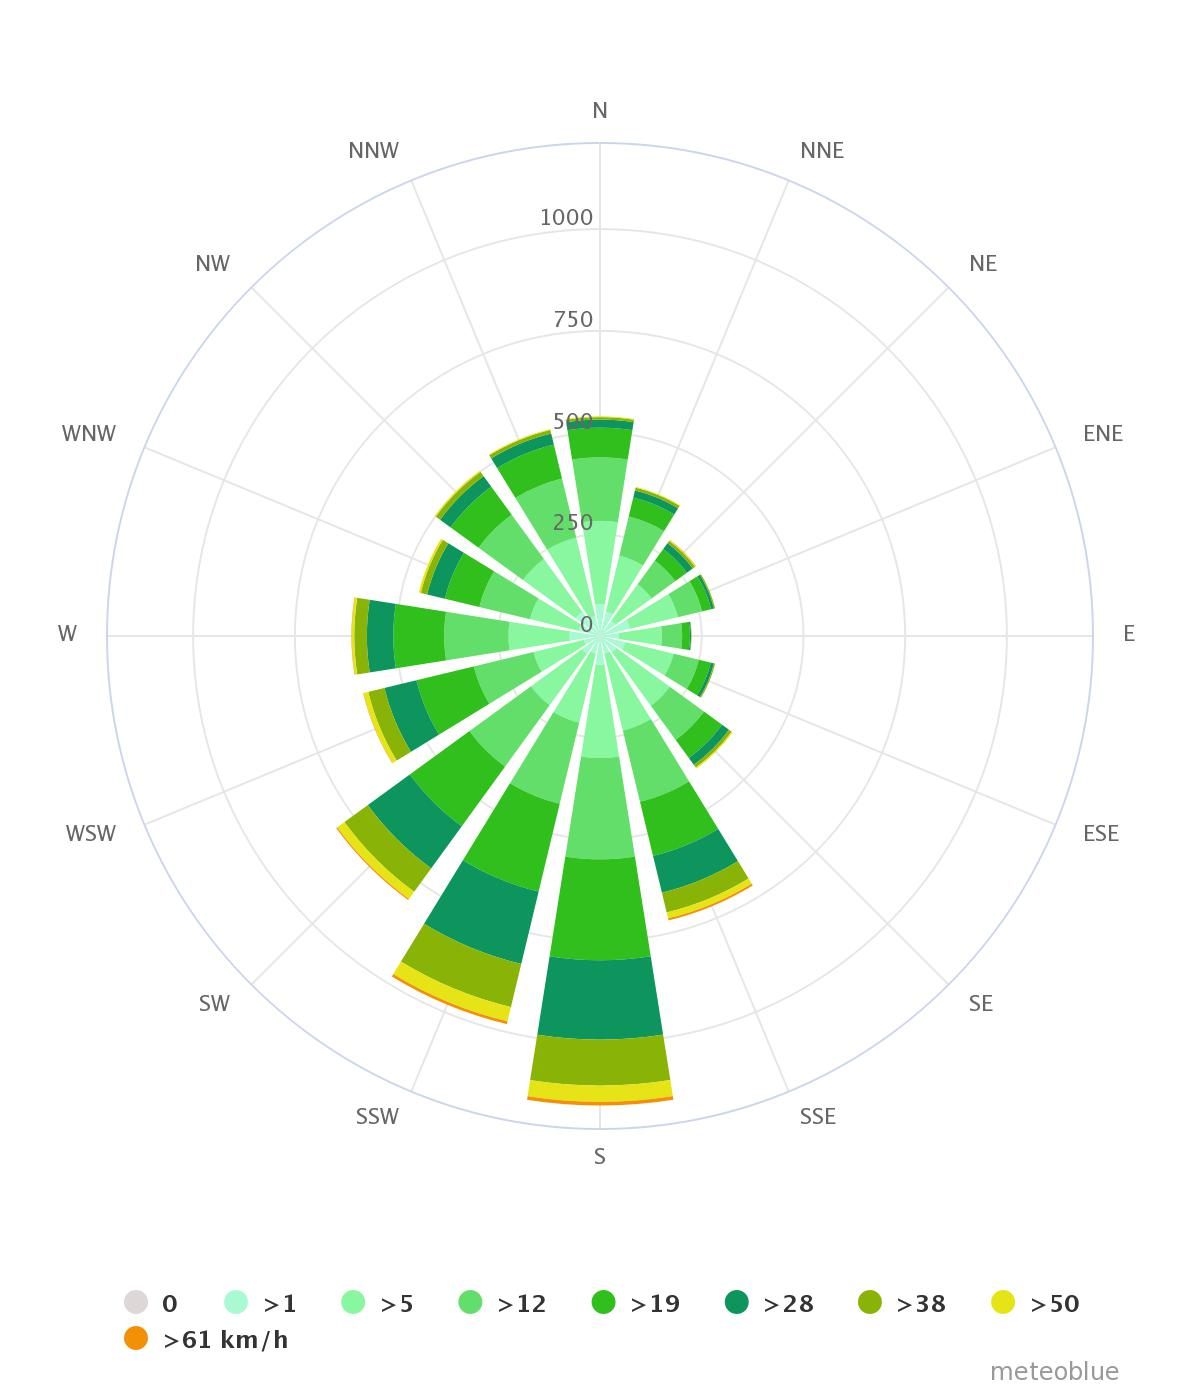 N
NNW
NNE
1000
NW
NE
750
500
WNW
ENE
250
0
W
E
WSW
ESE
SW
SE
SSW
SSE
S
0 >1 >5 >12 >19 >28 >38 >50
>61 km/h
meteoblue